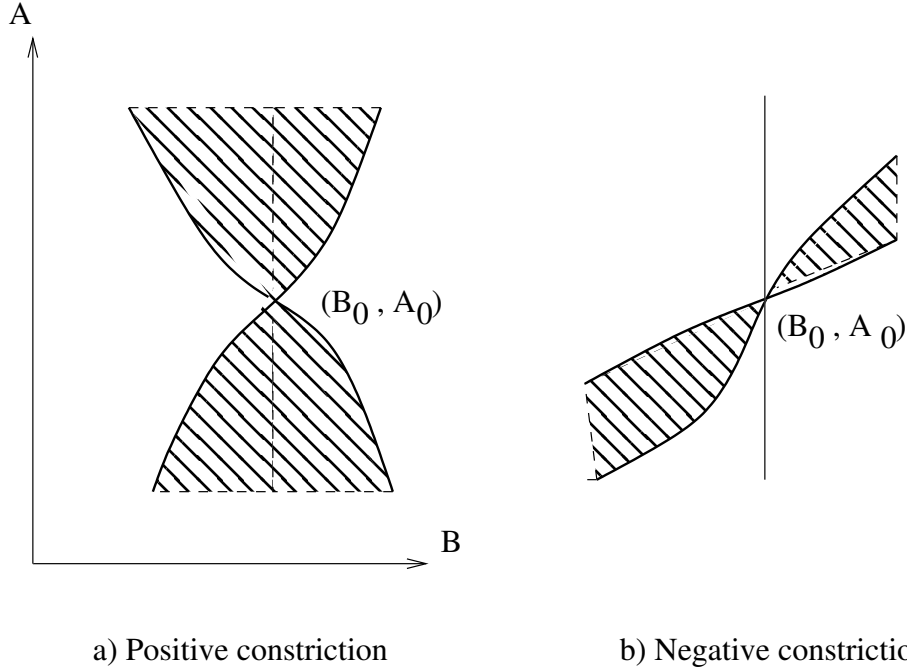 A
(B0 , A0)
(B0 , A 0)
B
a) Positive constriction
b) Negative constrictio